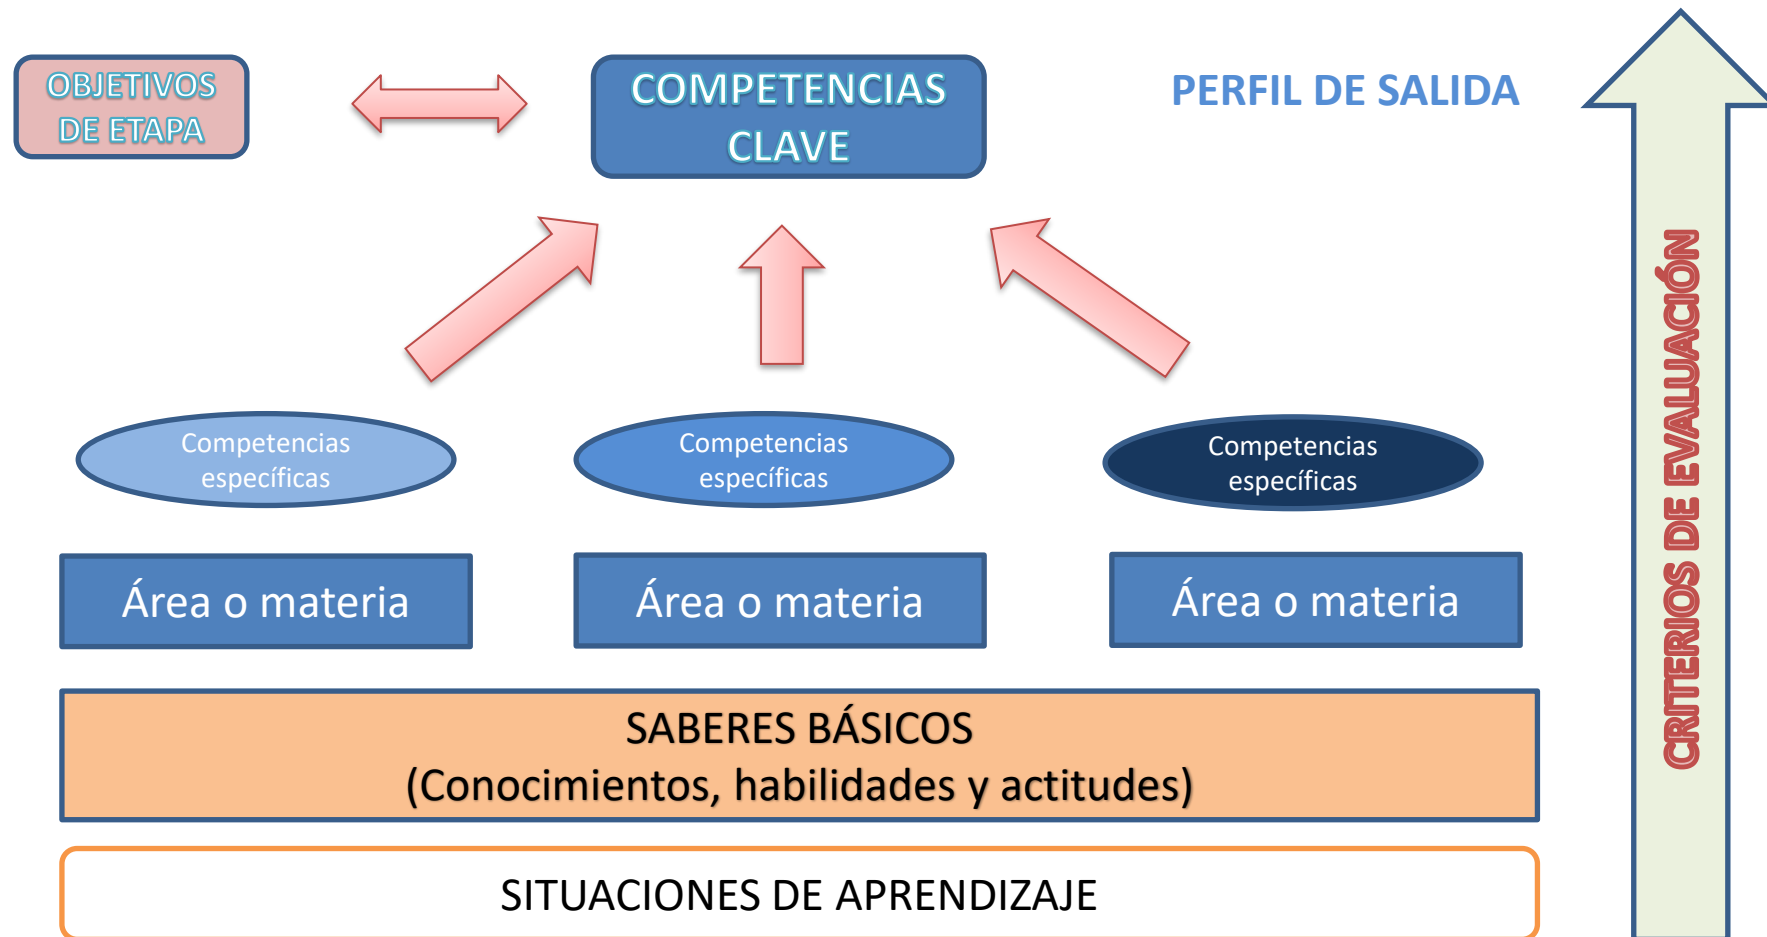 OBJETIVOS
DE ETAPA
COMPETENCIAS
CLAVE
PERFIL DE SALIDA
Competencias
específicas
Competencias
específicas
Competencias
específicas
Área o materia
Área o materia
Área o materia
SABERES BÁSICOS
(Conocimientos, habilidades y actitudes)
SITUACIONES DE APRENDIZAJE
CRITERIOS DE EVALUACIÓN